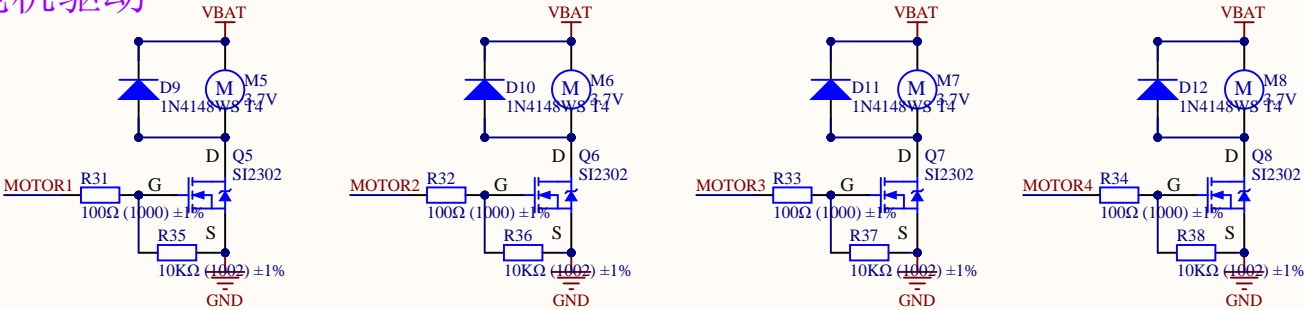 机驱动
VBAT
VBAT
VBAT
VBAT
D9
1N4148WS T4
M
M5
3.7V
D10
1N4148WS T4
M
M6
3.7V
D11
1N4148WS T4
M
M7
3.7V
D12
1N4148WS T4
M
M8
3.7V
MOTOR1
R31
100Ω (1000) ±1%
G
D
S
Q5
SI2302
R35
10KΩ (1002) ±1%
GND
MOTOR2
R32
100Ω (1000) ±1%
G
D
S
Q6
SI2302
R36
10KΩ (1002) ±1%
GND
MOTOR3
R33
100Ω (1000) ±1%
G
D
S
Q7
SI2302
R37
10KΩ (1002) ±1%
GND
MOTOR4
R34
100Ω (1000) ±1%
G
D
S
Q8
SI2302
R38
10KΩ (1002) ±1%
GND